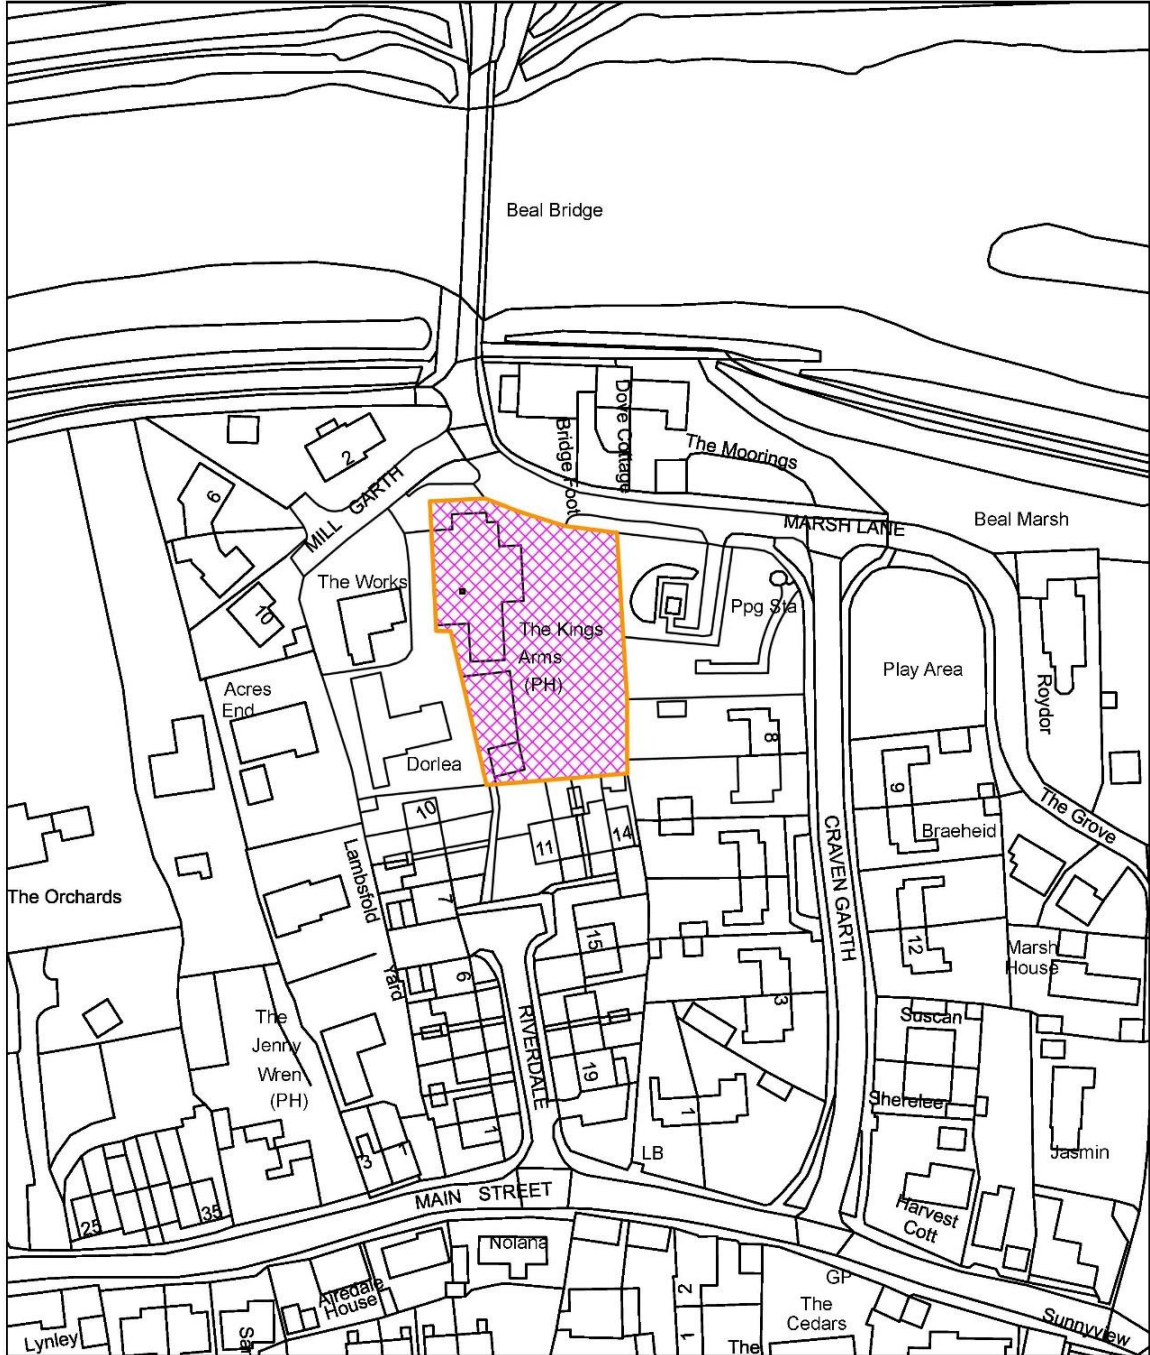 Beal Bridge
Dove Cottage
Bridge Foot
The Moorings
2
MILL GARTH
6
10
MARSH LANE
Beal Marsh
The Works
Ppg Sta
The Kings
Arms
(PH)
Play Area
Roydor
Acres
End
8
Dorlea
9
The Grove
10
11
14
Braeheid
CRAVEN GARTH
Lambsfold
Yard
The Orchards
7
15
12
Marsh
House
6
3
The
Jenny
Wren
(PH)
RIVERDALE
Suscan
19
Sherelee
1
1
LB
Jasmin
3
1
MAIN STREET
25
35
Harvest
Cott
Nolana
GP
Airedale
House
2
1
The
Cedars
Sunnyview
Lynley
Sar
The